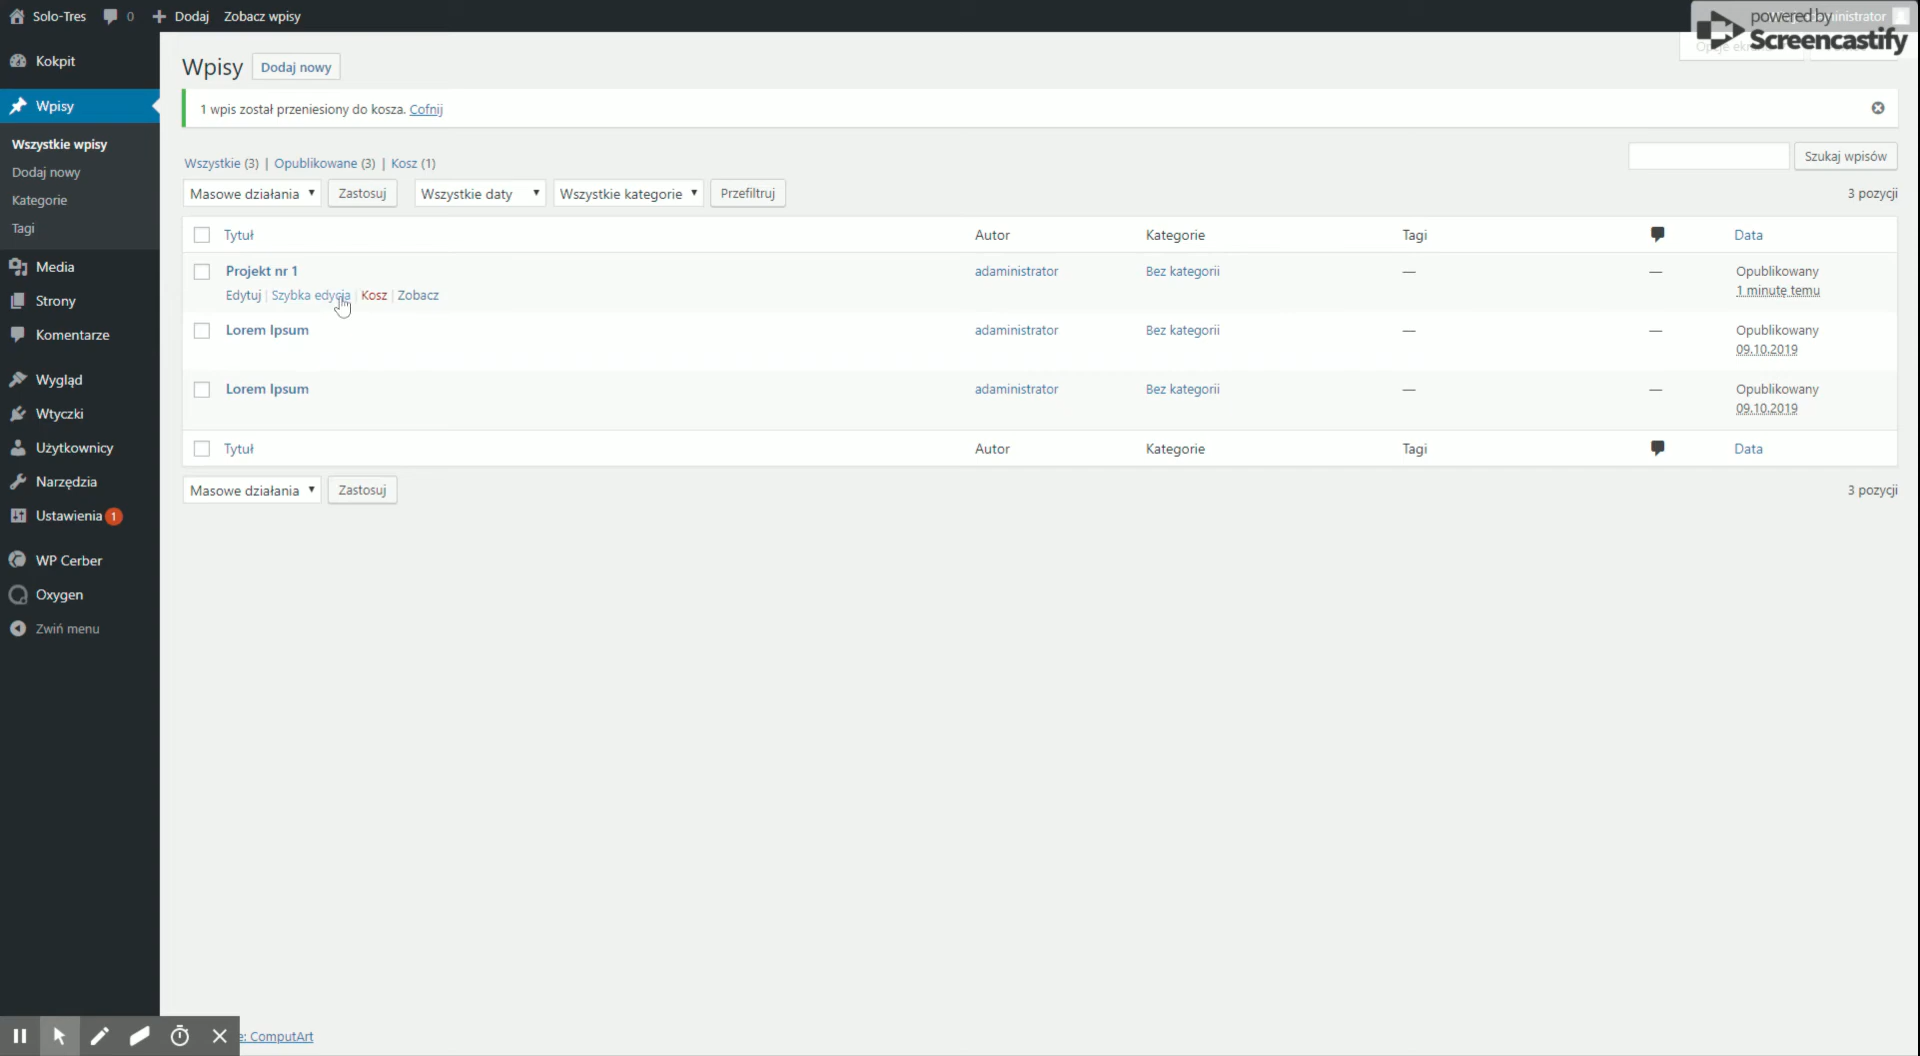 Solo-Tres 0 Dodaj Zobacz wpisy
powered by
Screencastify
Kokpit
Wpisy
Wszystkie wpisy
Dodaj nowy
Kategorie
Tagi
Media
Strony
Komentarze
Wygląd
Wtyczki
Użytkownicy
Narzędzia
Ustawienia 1
WP Cerber
Oxygen
Zwiń menu
Wpisy Dodaj nowy
1 wpis został przeniesiony do kosza. Cofnij
Wszystkie (3) | Opublikowane (3) | Kosz (1)
Szukaj wpisów
Masowe działania Zastosuj Wszystkie daty Wszystkie kategorie Przefiltruj
3 pozycji
Tytuł Autor Kategorie Tagi Data
Projekt nr 1 adaministrator Bez kategorii — — Opublikowany
Edytuj | Szybka edycja | Kosz | Zobacz 1 minutę temu
Lorem Ipsum adaministrator Bez kategorii — — Opublikowany
09.10.2019
Lorem Ipsum adaministrator Bez kategorii — — Opublikowany
09.10.2019
Tytuł Autor Kategorie Tagi Data
Masowe działania Zastosuj
3 pozycji
e: ComputArt